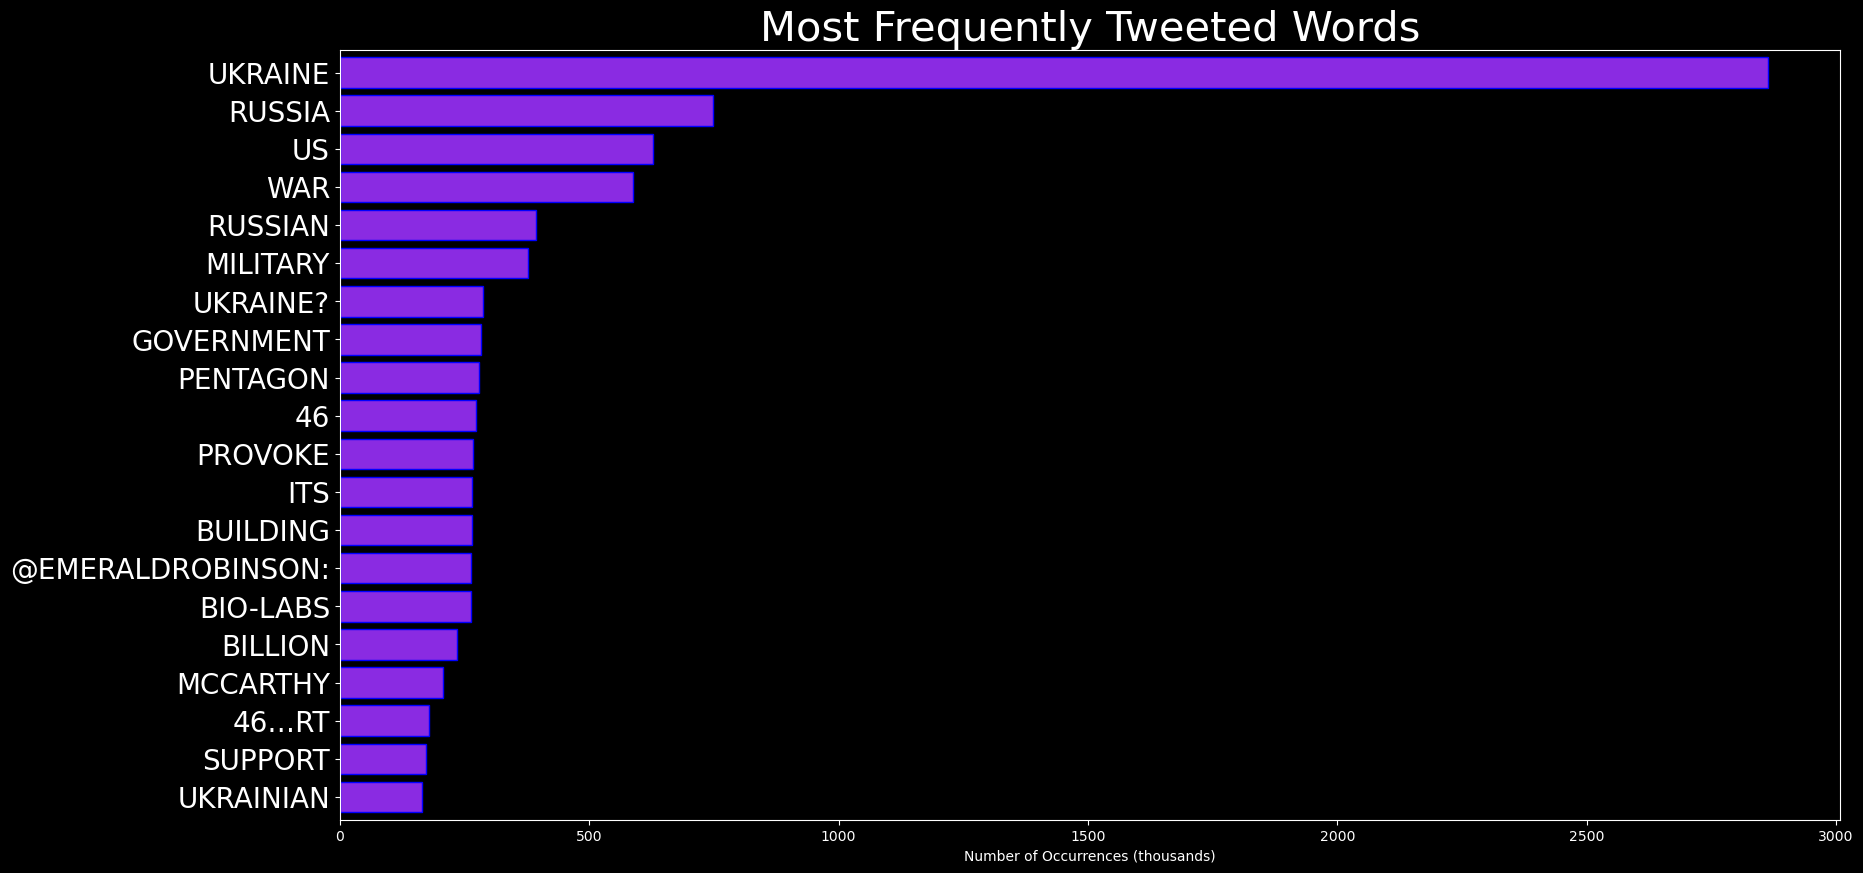 Most Frequently Tweeted Words
UKRAINE
RUSSIA
US
WAR
RUSSIAN
MILITARY
UKRAINE?
GOVERNMENT
PENTAGON
46
PROVOKE
ITS
BUILDING
@EMERALDROBINSON:
BIO-LABS
BILLION
MCCARTHY
46...RT
SUPPORT
UKRAINIAN
0 500 1000 1500 2000 2500 3000
Number of Occurrences (thousands)